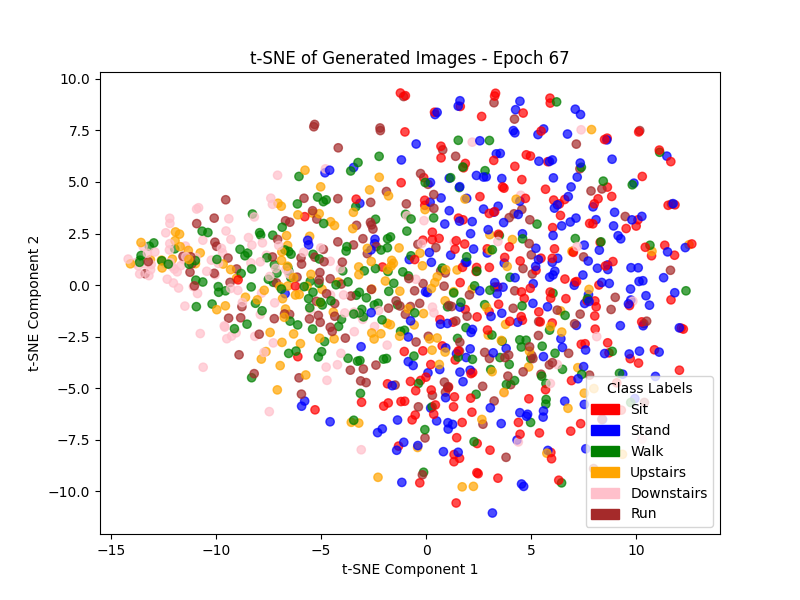 t-SNE of Generated Images - Epoch 67
10.0
7.5
5.0
2.5
0.0
−2.5
−5.0
−7.5
−10.0
t-SNE Component 2
Class Labels
Sit
Stand
Walk
Upstairs
Downstairs
Run
−15
−10
−5
0
5
10
t-SNE Component 1